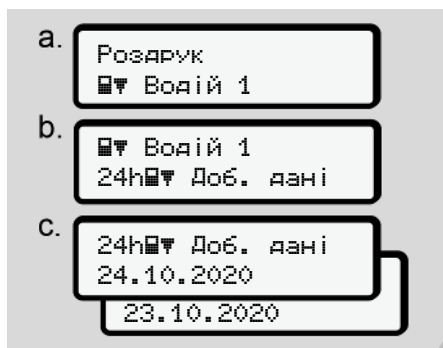 a.
Роздрук
🖩▼ Водій 1
b.
🖩▼ Водій 1
24h🖩▼ Доб. дані
c.
24h🖩▼ Доб. дані
24.10.2020
23.10.2020